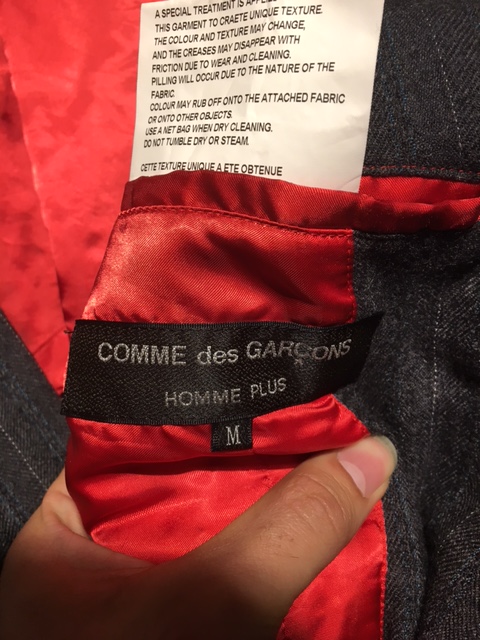 A SPECIAL TREATMENT IS
THIS GARMENT TO CRAETE UNIQUE TEXTURE.
THE COLOUR AND TEXTURE MAY CHANGE,
AND THE CREASES MAY DISAPPEAR WITH
FRICTION DUE TO WEAR AND CLEANING.
PILLING WILL OCCUR DUE TO THE NATURE OF THE
FABRIC.
COLOUR MAY RUB OFF ONTO THE ATTACHED FABRIC
OR ONTO OTHER OBJECTS.
USE A NET BAG WHEN DRY CLEANING.
DO NOT TUMBLE DRY OR STEAM.
CETTE TEXTURE UNIQUE A ETE OBTENUE
COMME des GARÇONS
HOMME PLUS
M